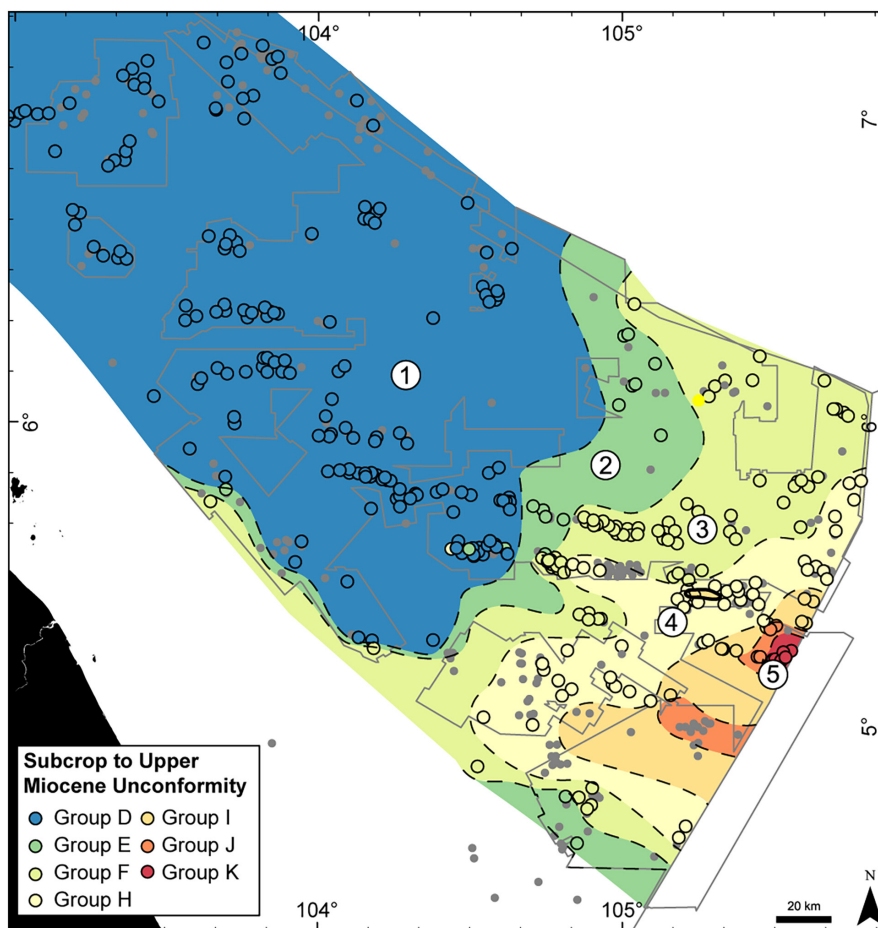 104° 105°
7°
1
6° 6°
2
3
4
5
5°
Subcrop to Upper
Miocene Unconformity
Group D Group I
Group E Group J
Group F Group K
Group H
N
20 km
104° 105°